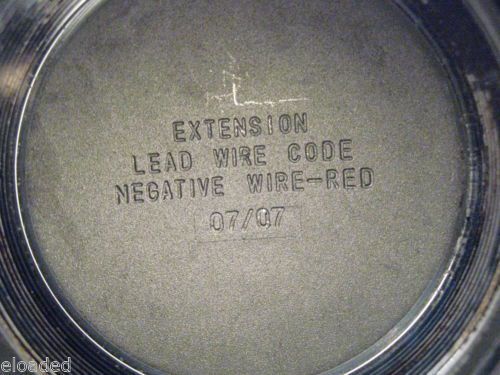 EXTENSION
LEAD WIRE CODE
NEGATIVE WIRE-RED
07/07
eloaded